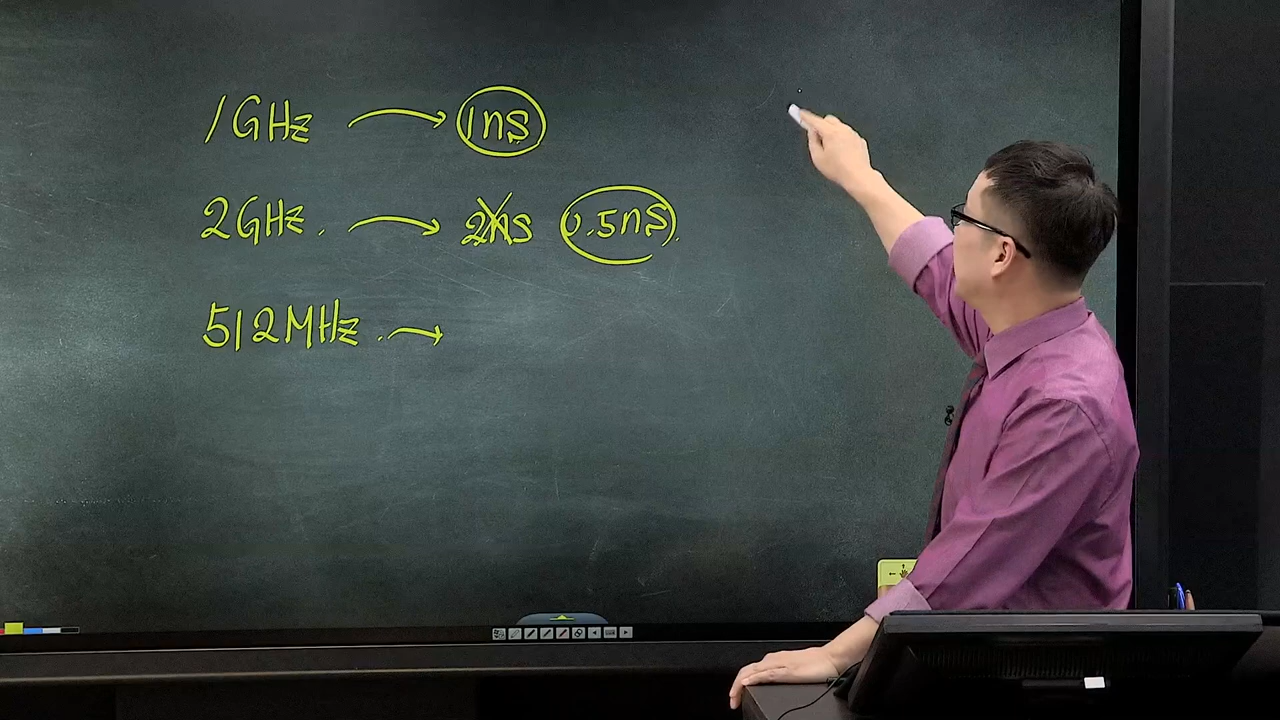 1GHz → 1ns
2GHz. → 2ns 0.5ns.
512MHz. →